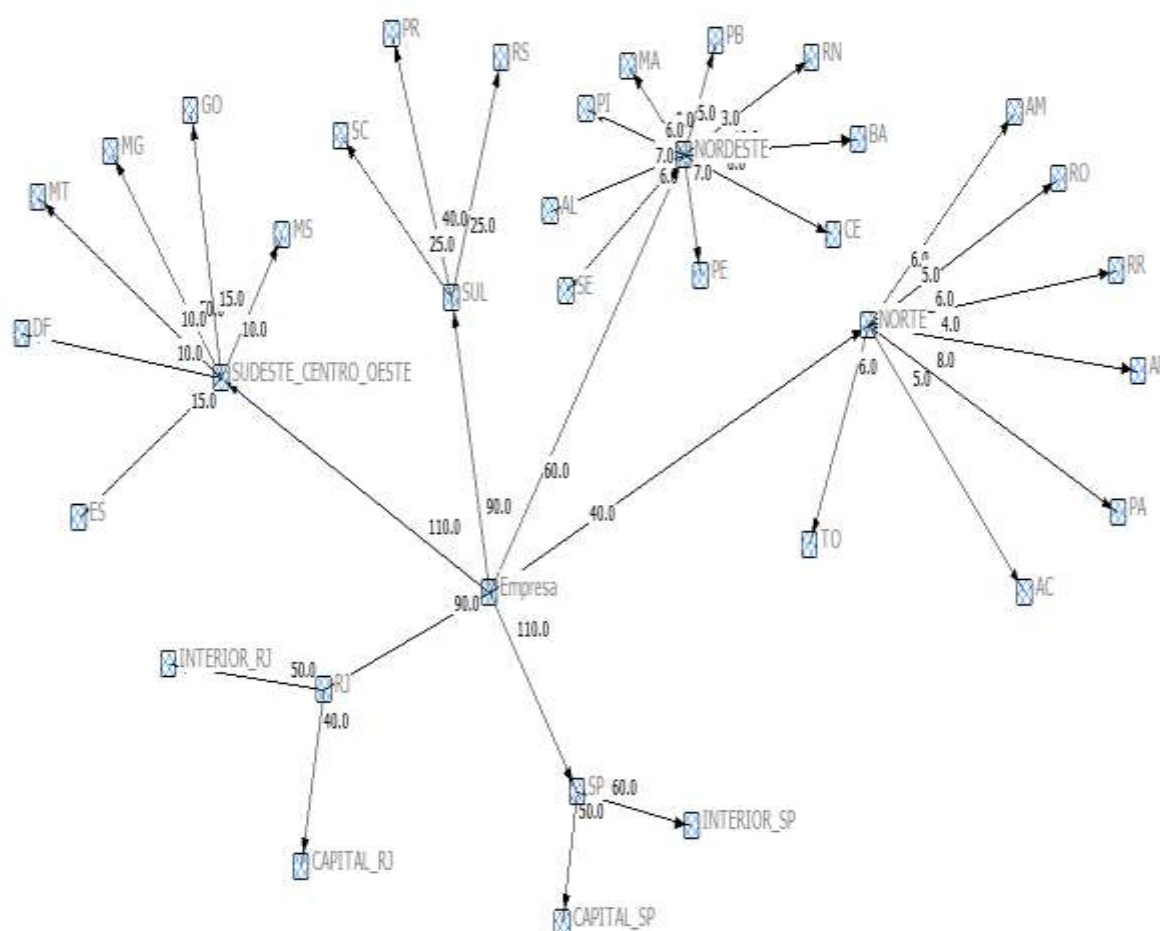 PR
RS
PB
MA
RN
PI
GO
SC
MG
MT
MS
DF
ES
AL
SE
PE
CE
BA
AM
RO
RR
PA
AC
TO
NORDESTE
NORTE
SUL
SUDESTE_CENTRO_OESTE
Empresa
INTERIOR_RJ
RJ
CAPITAL_RJ
SP
INTERIOR_SP
CAPITAL_SP
5.0
3.0
6.0
7.0
6.0
7.0
40.0
25.0
25.0
15.0
10.0
10.0
10.0
15.0
5.0
6.0
4.0
8.0
5.0
6.0
60.0
90.0
40.0
110.0
90.0
110.0
50.0
40.0
60.0
50.0